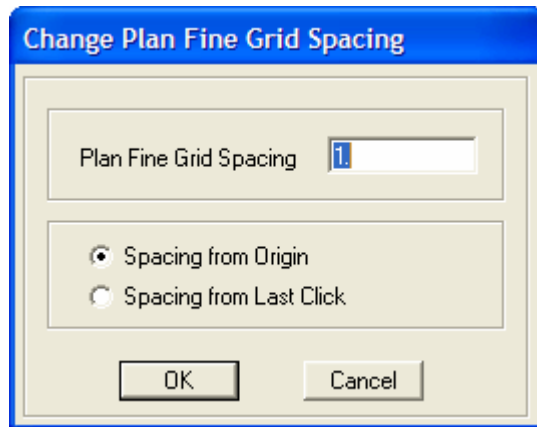 Change Plan Fine Grid Spacing
Plan Fine Grid Spacing 1.
Spacing from Origin
Spacing from Last Click
OK Cancel